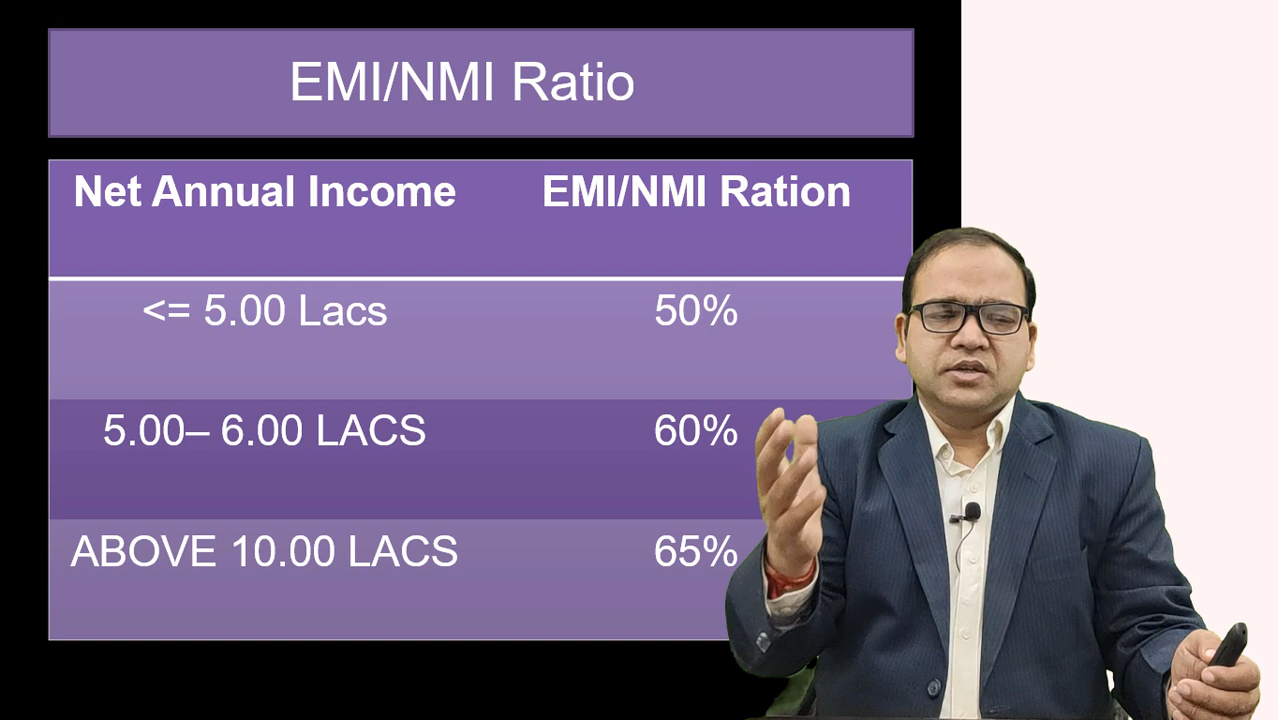 EMI/NMI Ratio
Net Annual Income EMI/NMI Ration
<= 5.00 Lacs 50%
5.00– 6.00 LACS 60%
ABOVE 10.00 LACS 65%